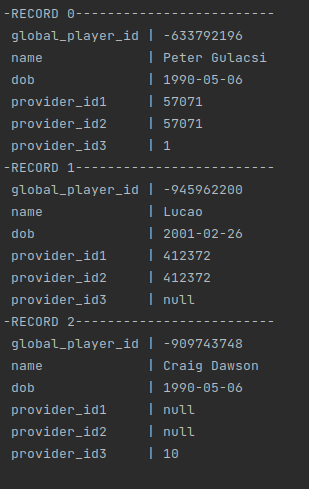 -RECORD 0-------------------------
global_player_id | -633792196
name             | Peter Gulacsi
dob              | 1990-05-06
provider_id1     | 57071
provider_id2     | 57071
provider_id3     | 1
-RECORD 1-------------------------
global_player_id | -945962200
name             | Lucao
dob              | 2001-02-26
provider_id1     | 412372
provider_id2     | 412372
provider_id3     | null
-RECORD 2-------------------------
global_player_id | -909743748
name             | Craig Dawson
dob              | 1990-05-06
provider_id1     | null
provider_id2     | null
provider_id3     | 10